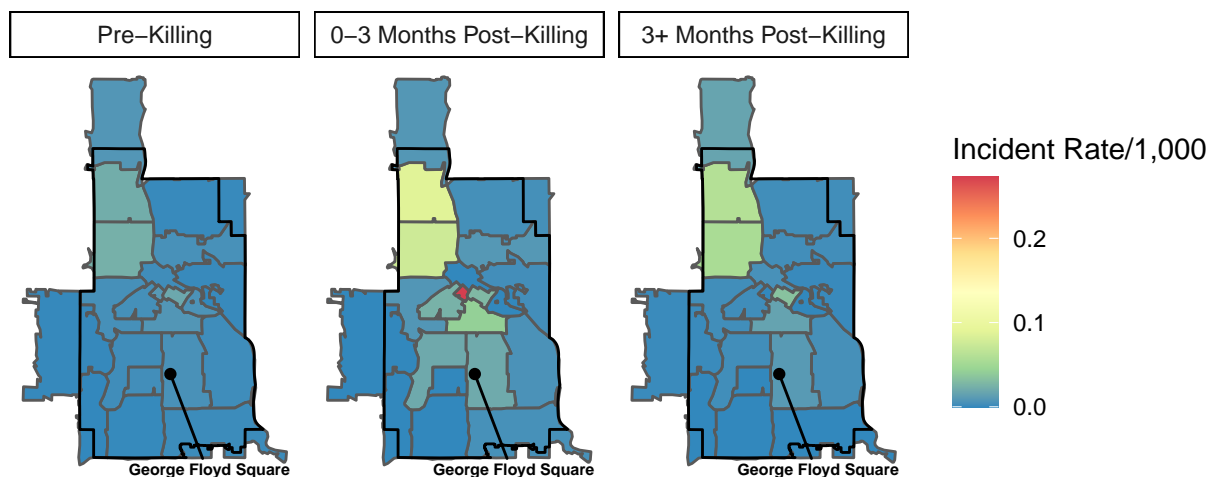 Pre−Killing
0−3 Months Post−Killing
3+ Months Post−Killing
Incident Rate/1,000
0.2
0.1
0.0
George Floyd Square
George Floyd Square
George Floyd Square